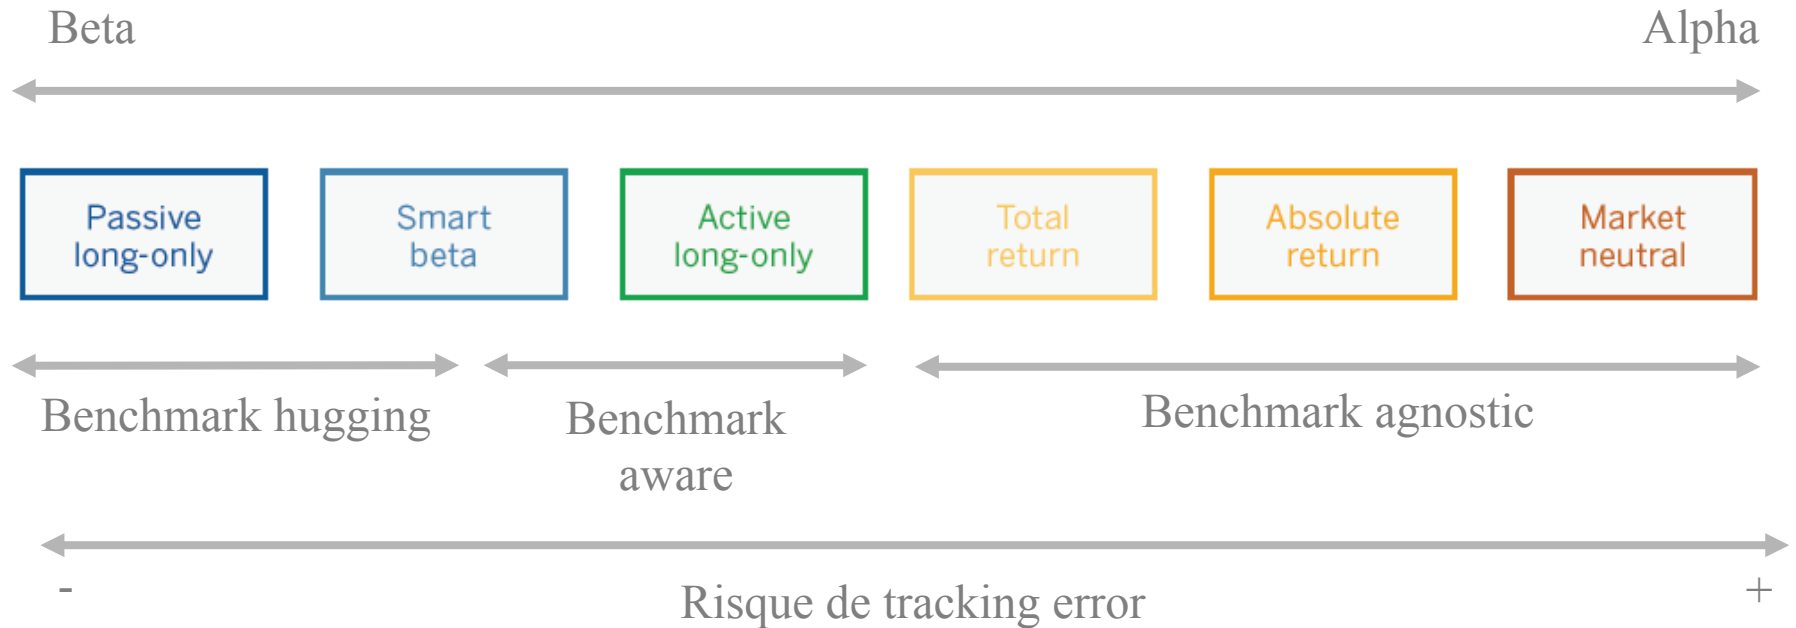 Beta
Alpha
Passive
long-only
Smart
beta
Active
long-only
Total
return
Absolute
return
Market
neutral
Benchmark hugging
Benchmark
aware
Benchmark agnostic
-
Risque de tracking error
+